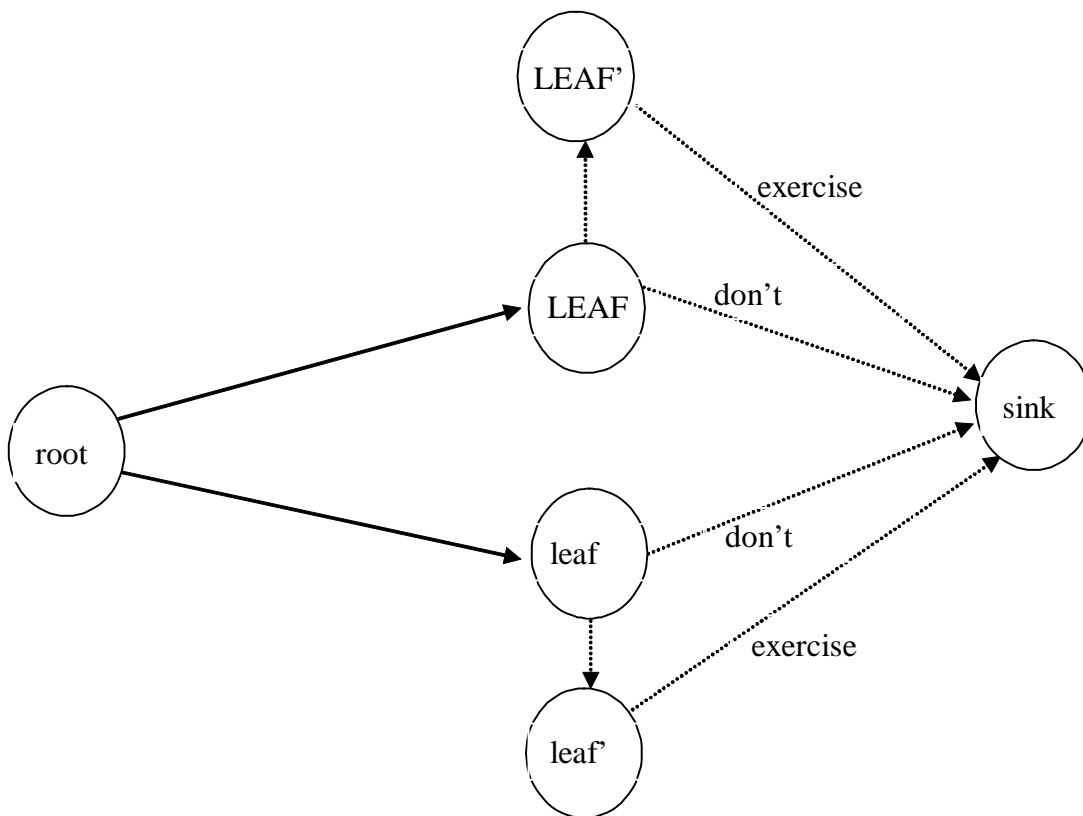 LEAF’
exercise
LEAF
don’t
sink
root
leaf
don’t
exercise
leaf’